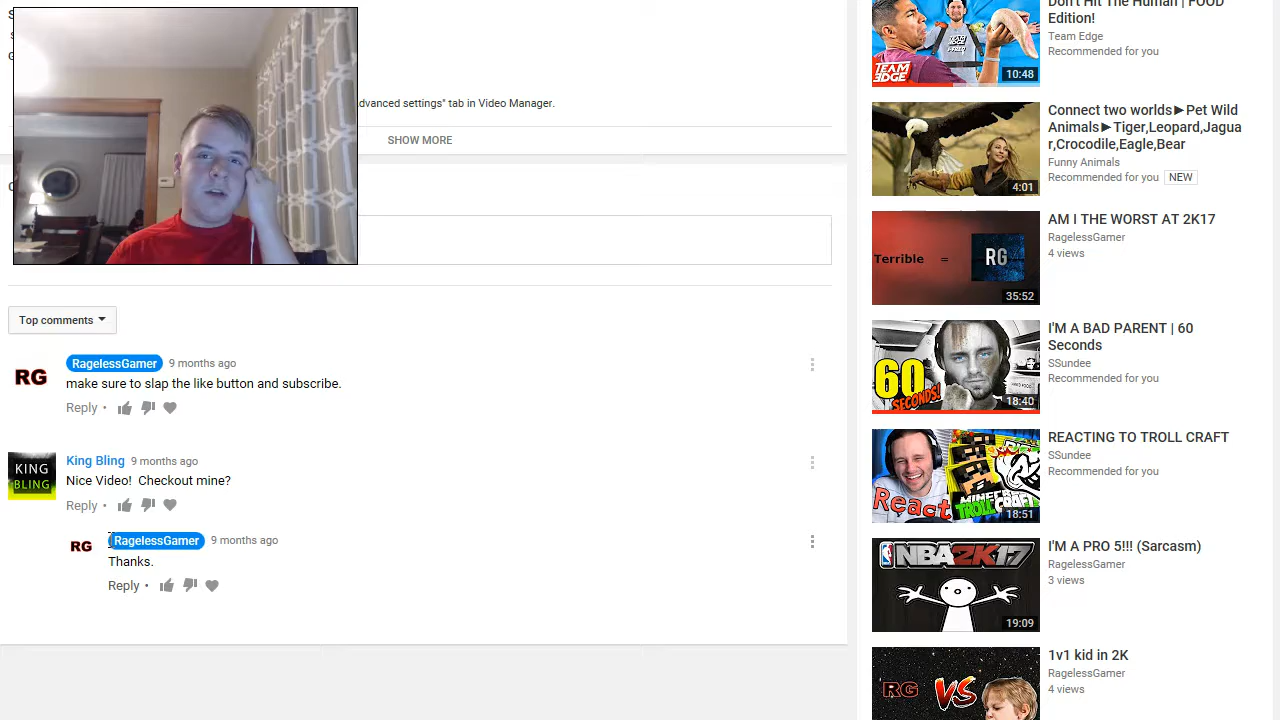 dvanced settings" tab in Video Manager.
SHOW MORE
Top comments
RG
RagelessGamer 9 months ago
make sure to slap the like button and subscribe.
Reply •
KING
BLING
King Bling 9 months ago
Nice Video!  Checkout mine?
Reply •
RG
RagelessGamer 9 months ago
Thanks.
Reply •
TEAM
EDGE
10:48
Don't Hit The Human | FOOD
Edition!
Team Edge
Recommended for you
4:01
Connect two worlds►Pet Wild
Animals►Tiger,Leopard,Jagua
r,Crocodile,Eagle,Bear
Funny Animals
Recommended for you NEW
Terrible =
RG
35:52
AM I THE WORST AT 2K17
RagelessGamer
4 views
60
SECONDS!
18:40
I'M A BAD PARENT | 60
Seconds
SSundee
Recommended for you
React
MINECRAFT
TROLL CRAFT
18:51
REACTING TO TROLL CRAFT
SSundee
Recommended for you
NBA2K17
19:09
I'M A PRO 5!!! (Sarcasm)
RagelessGamer
3 views
RG VS
1v1 kid in 2K
RagelessGamer
4 views